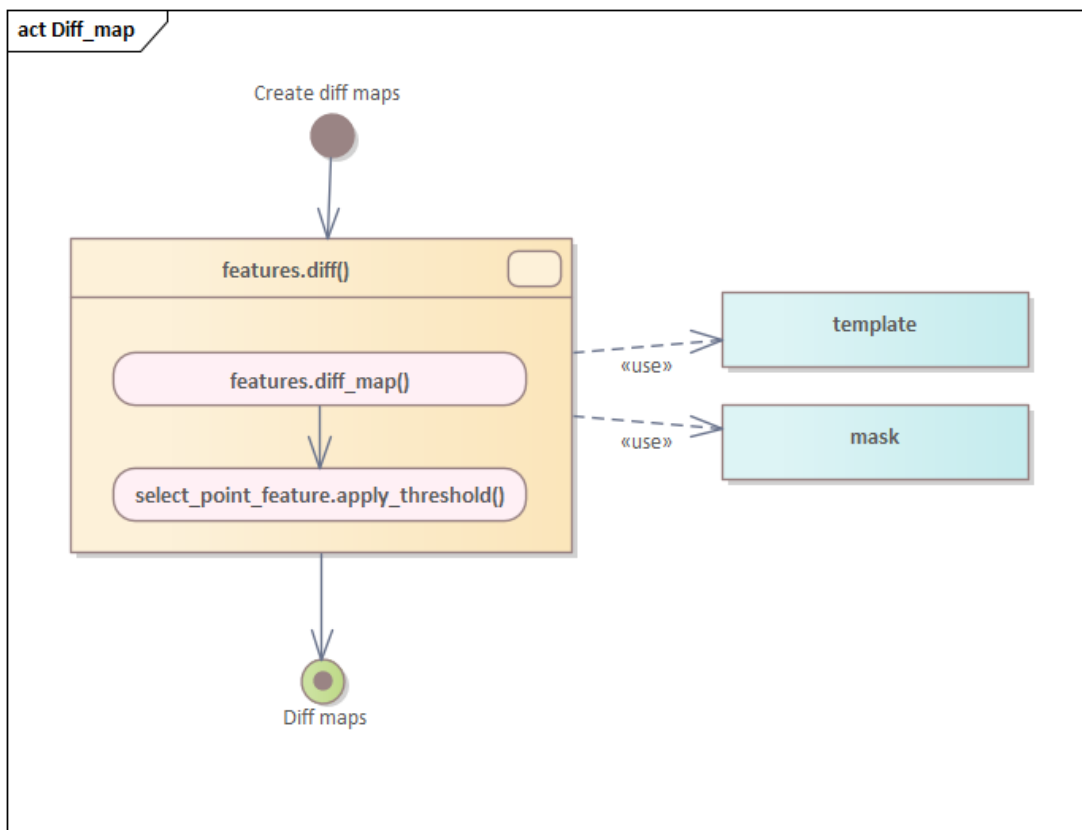 act Diff_map
Create diff maps
features.diff()
features.diff_map()
select_point_feature.apply_threshold()
template
«use»
mask
«use»
Diff maps